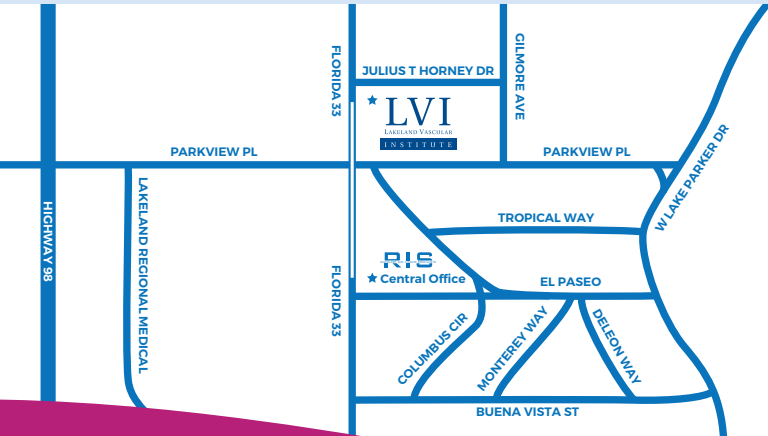 FLORIDA 33
GILMORE AVE
JULIUS T HORNEY DR
LVI
LAKELAND VASCULAR
INSTITUTE
PARKVIEW PL
PARKVIEW PL
W LAKE PARKER DR
HIGHWAY 98
LAKELAND REGIONAL MEDICAL
TROPICAL WAY
RIS
Central Office
FLORIDA 33
EL PASEO
COLUMBUS CIR
MONTEREY WAY
DELEON WAY
BUENA VISTA ST